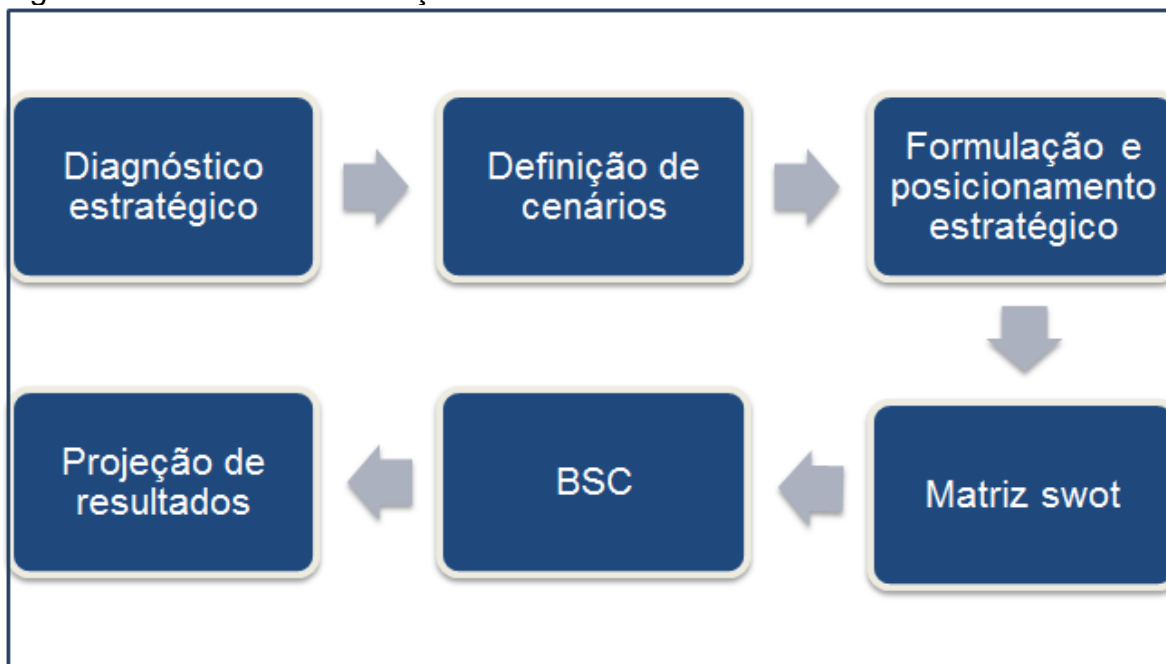 Diagnóstico
estratégico
Definição de
cenários
Formulação e
posicionamento
estratégico
Matriz swot
BSC
Projeção de
resultados